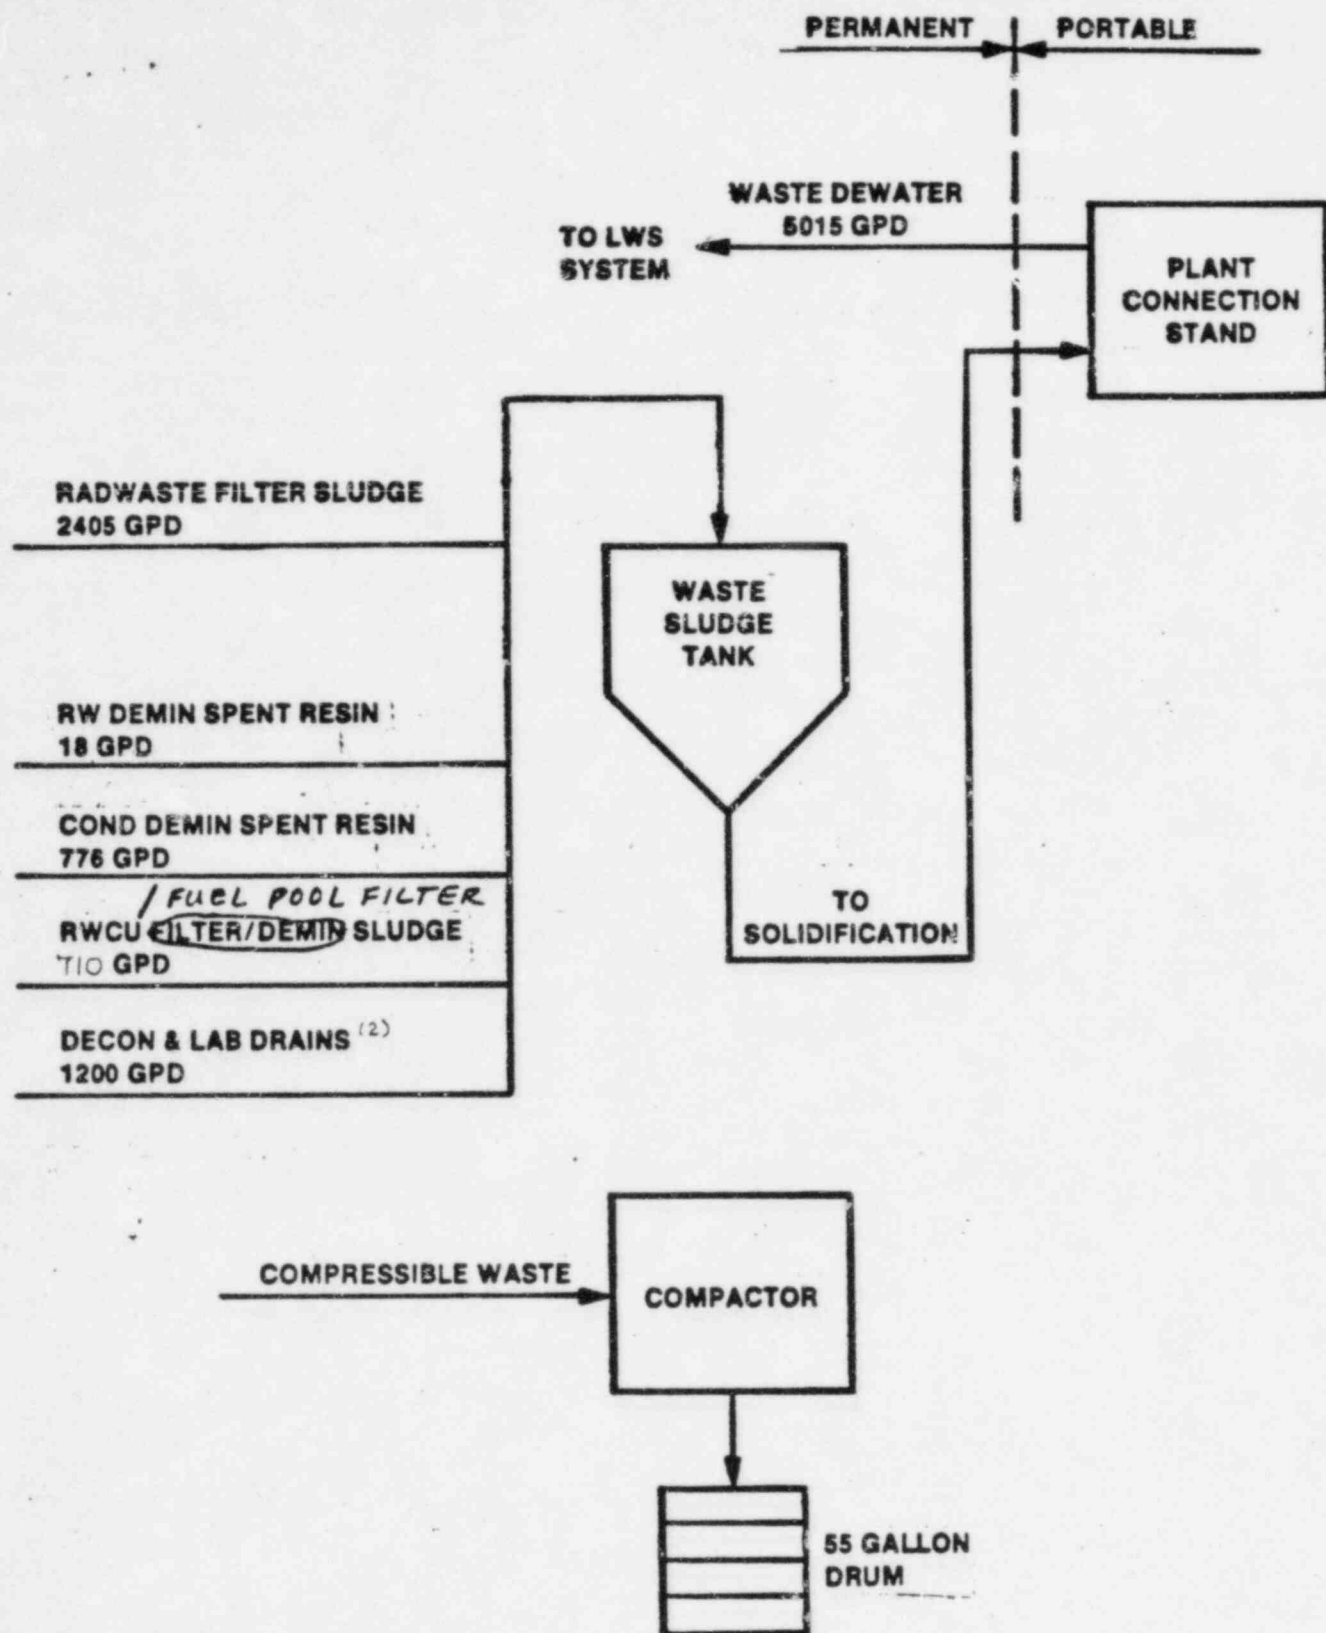 PERMANENT
PORTABLE
WASTE DEWATER
5015 GPD
TO LWS
SYSTEM
PLANT
CONNECTION
STAND
RADWASTE FILTER SLUDGE
2405 GPD
WASTE
SLUDGE
TANK
RW DEMIN SPENT RESIN
18 GPD
COND DEMIN SPENT RESIN
776 GPD
/ FUEL POOL FILTER
RWCU FILTER/DEMIN SLUDGE
710 GPD
TO
SOLIDIFICATION
DECON & LAB DRAINS (2)
1200 GPD
COMPRESSIBLE WASTE
COMPACTOR
55 GALLON
DRUM